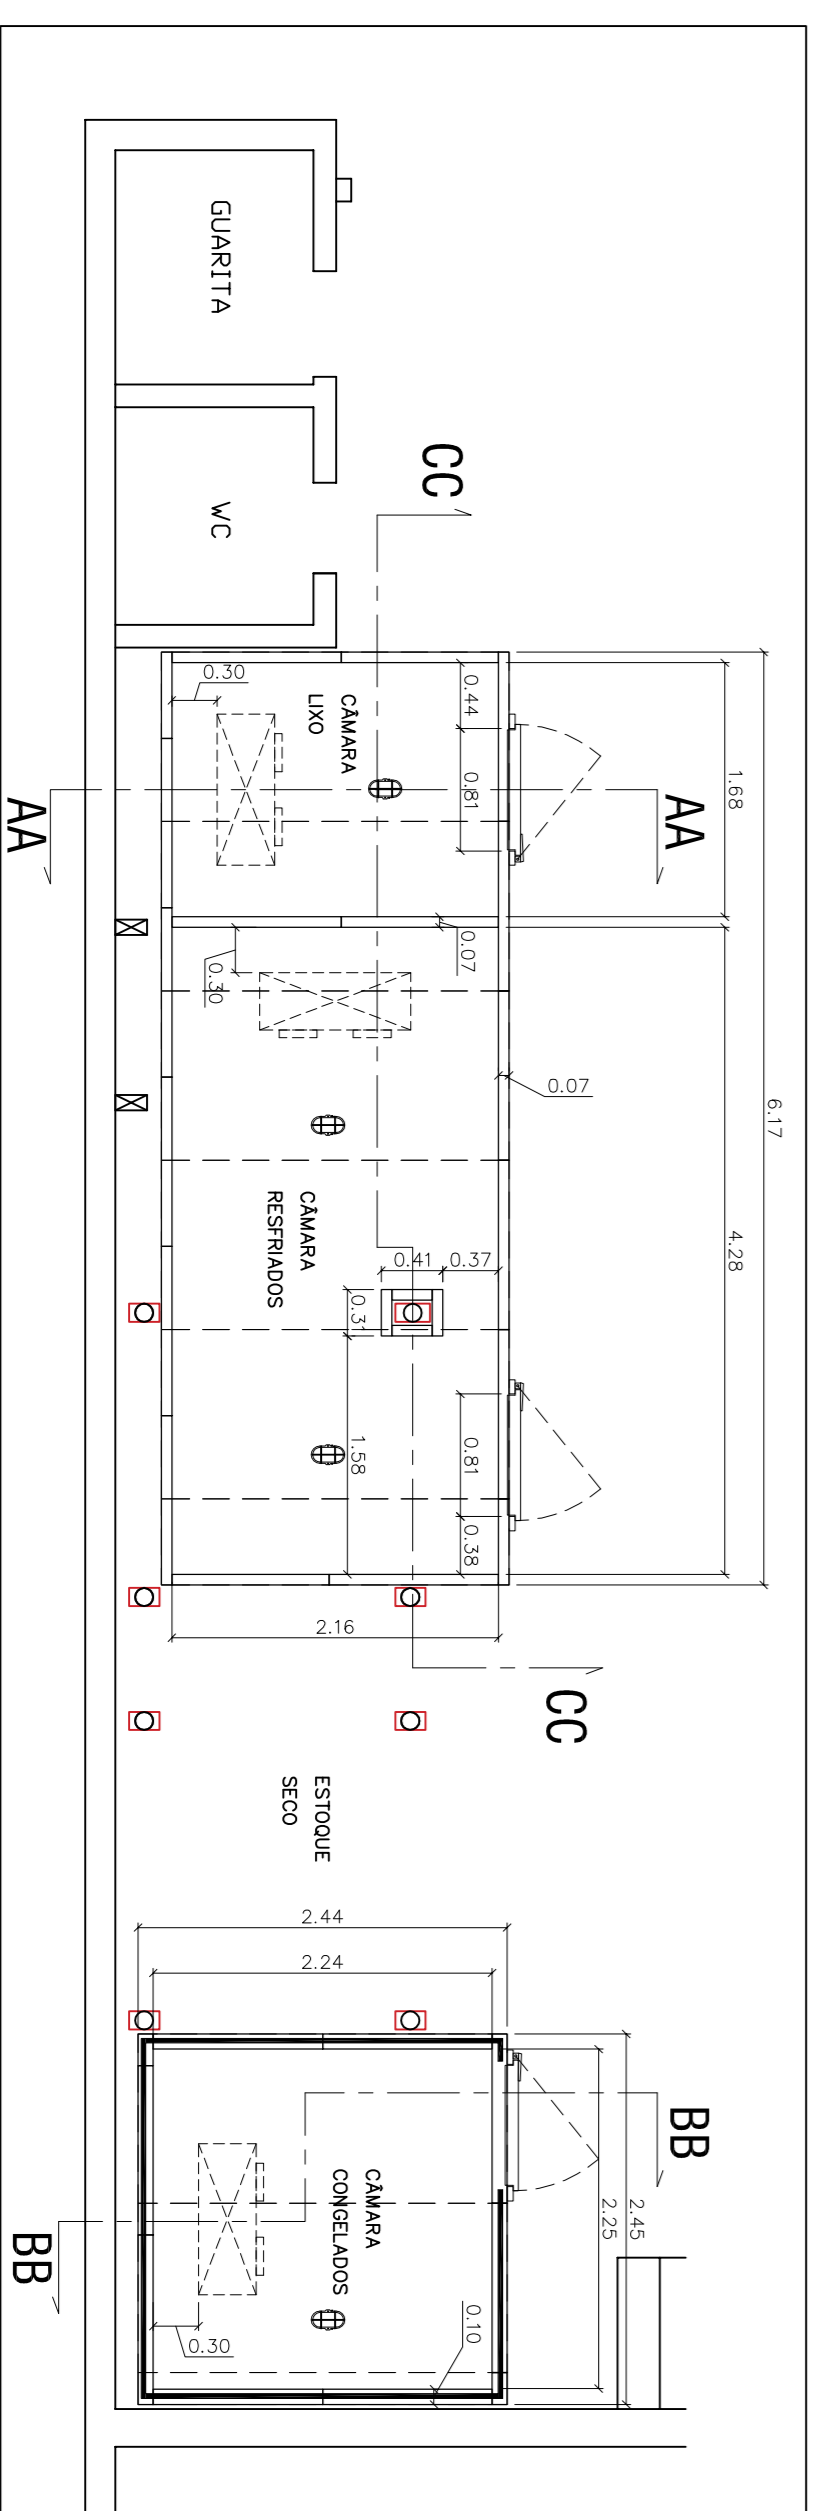 GUARITA
WC
CC
0.30
CÂMARA
LIXO
0.44
0.81
1.68
6.17
AA
AA
0.07
0.30
0.07
4.28
CÂMARA
RESFRIADOS
0.41
0.37
0.31
1.58
0.81
0.38
2.16
CC
ESTOQUE
SECO
2.44
2.24
BB
BB
2.45
2.25
CÂMARA
CONGELADOS
0.10
0.30